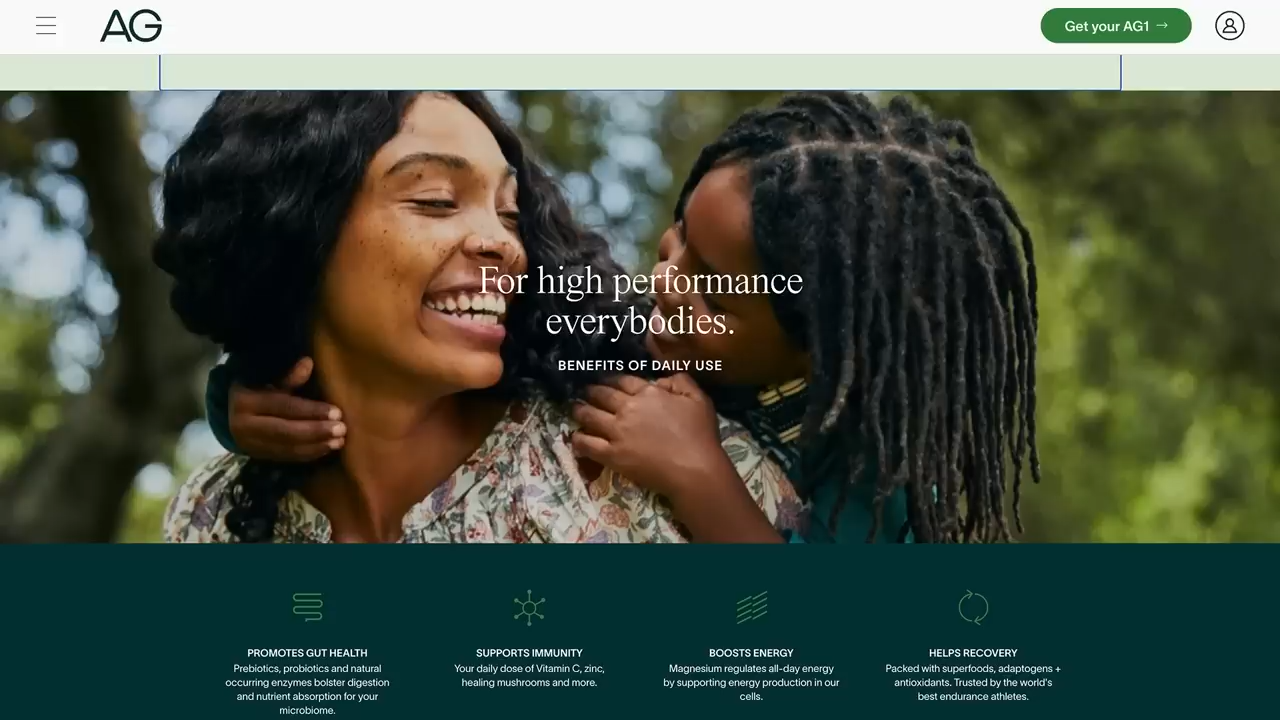 AG
Get your AG1 →
For high performance
everybodies.
BENEFITS OF DAILY USE
PROMOTES GUT HEALTH
Prebiotics, probiotics and natural
occurring enzymes bolster digestion
and nutrient absorption for your
microbiome.
SUPPORTS IMMUNITY
Your daily dose of Vitamin C, zinc,
healing mushrooms and more.
BOOSTS ENERGY
Magnesium regulates all-day energy
by supporting energy production in our
cells.
HELPS RECOVERY
Packed with superfoods, adaptogens +
antioxidants. Trusted by the world's
best endurance athletes.